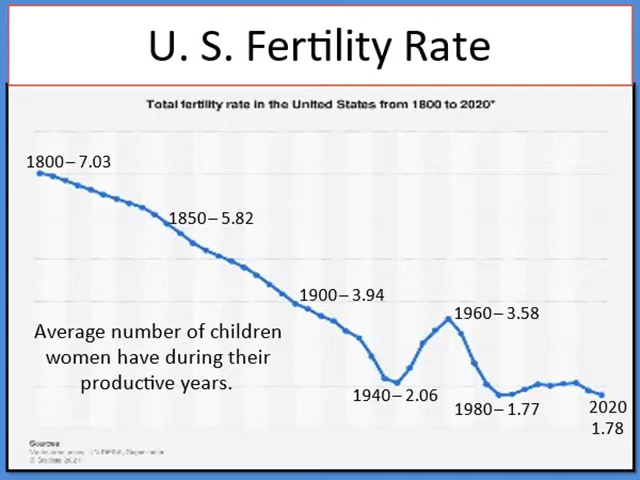 U. S. Fertility Rate
Total fertility rate in the United States from 1800 to 2020*
1800 – 7.03
1850 – 5.82
1900 – 3.94
1960 – 3.58
Average number of children
women have during their
productive years.
1940 – 2.06
1980 – 1.77
2020
1.78
Sources
© Statista 2021